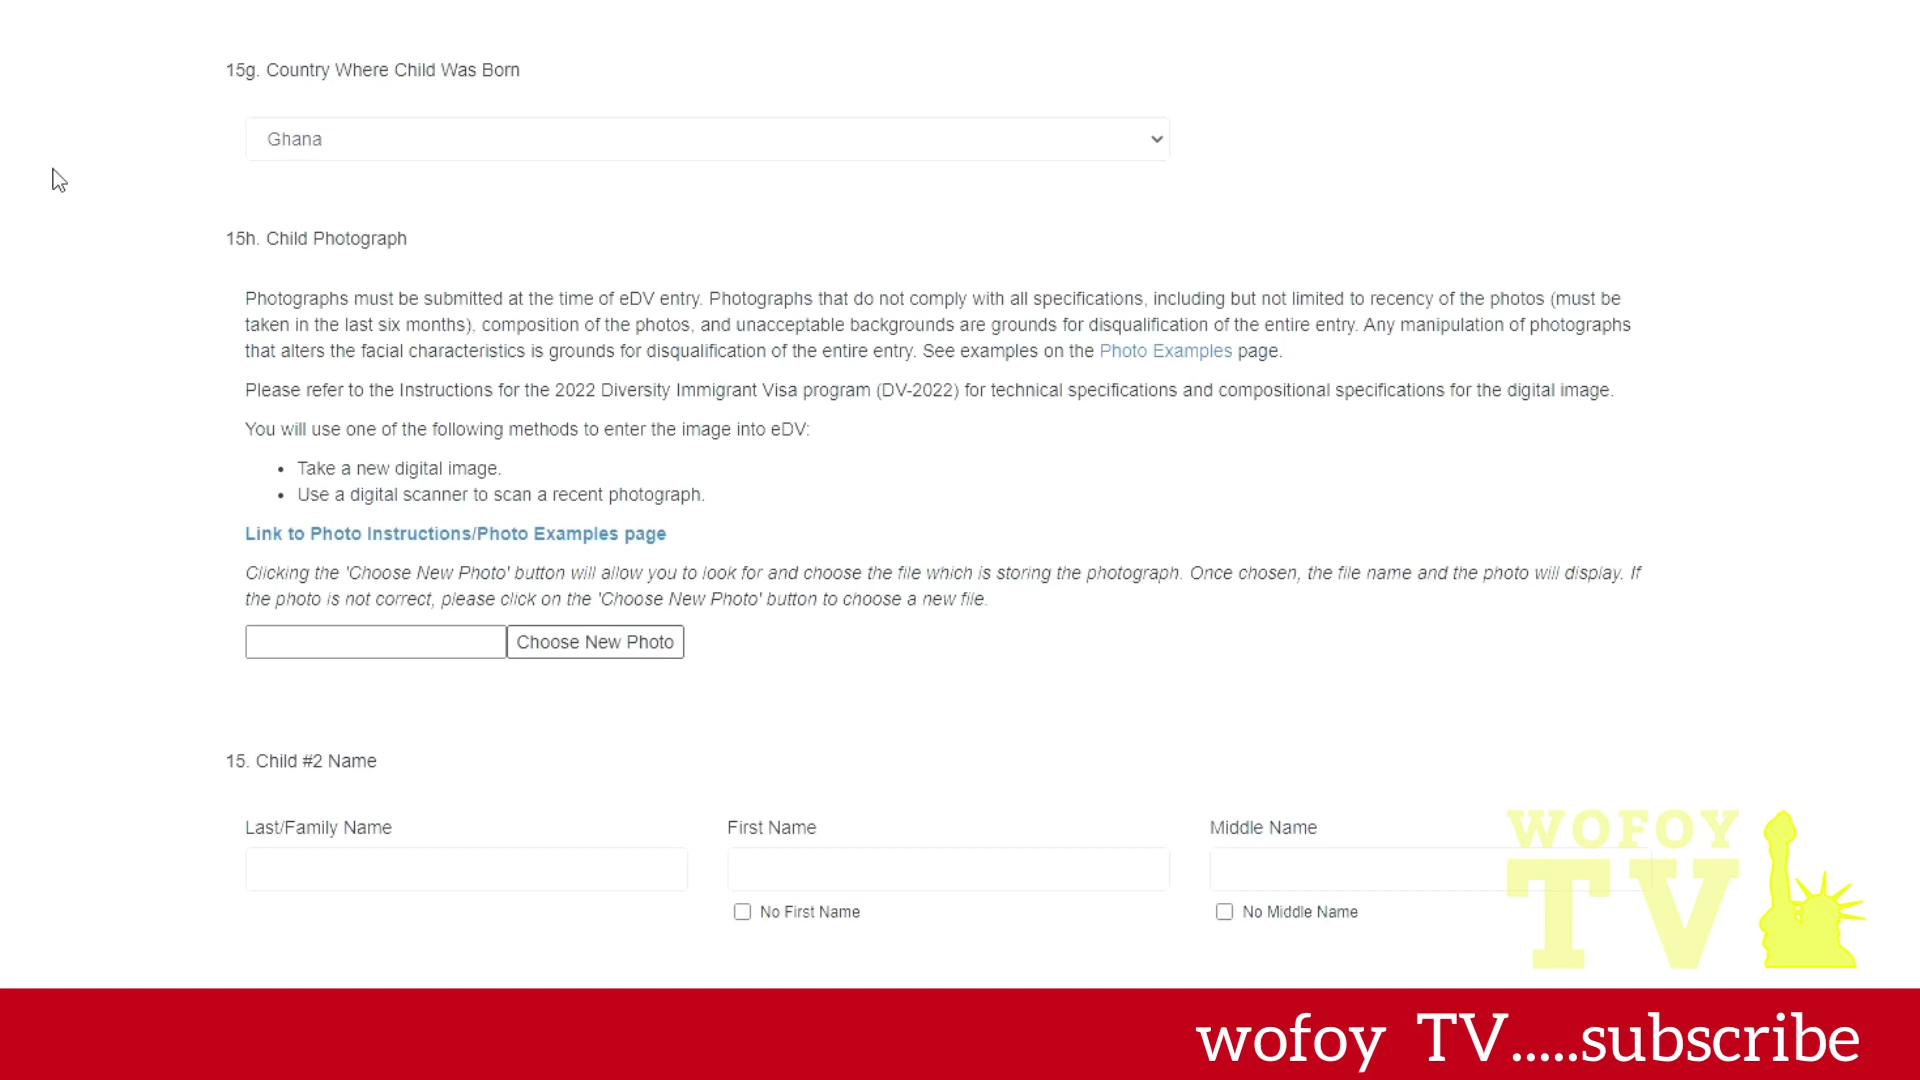 15g. Country Where Child Was Born
Ghana
15h. Child Photograph
Photographs must be submitted at the time of eDV entry. Photographs that do not comply with all specifications, including but not limited to recency of the photos (must be
taken in the last six months), composition of the photos, and unacceptable backgrounds are grounds for disqualification of the entire entry. Any manipulation of photographs
that alters the facial characteristics is grounds for disqualification of the entire entry. See examples on the Photo Examples page.
Please refer to the Instructions for the 2022 Diversity Immigrant Visa program (DV-2022) for technical specifications and compositional specifications for the digital image.
You will use one of the following methods to enter the image into eDV:
• Take a new digital image.
• Use a digital scanner to scan a recent photograph.
Link to Photo Instructions/Photo Examples page
Clicking the 'Choose New Photo' button will allow you to look for and choose the file which is storing the photograph. Once chosen, the file name and the photo will display. If
the photo is not correct, please click on the 'Choose New Photo' button to choose a new file.
Choose New Photo
15. Child #2 Name
Last/Family Name First Name Middle Name
No First Name No Middle Name
WOFOY
TV
wofoy TV.....subscribe